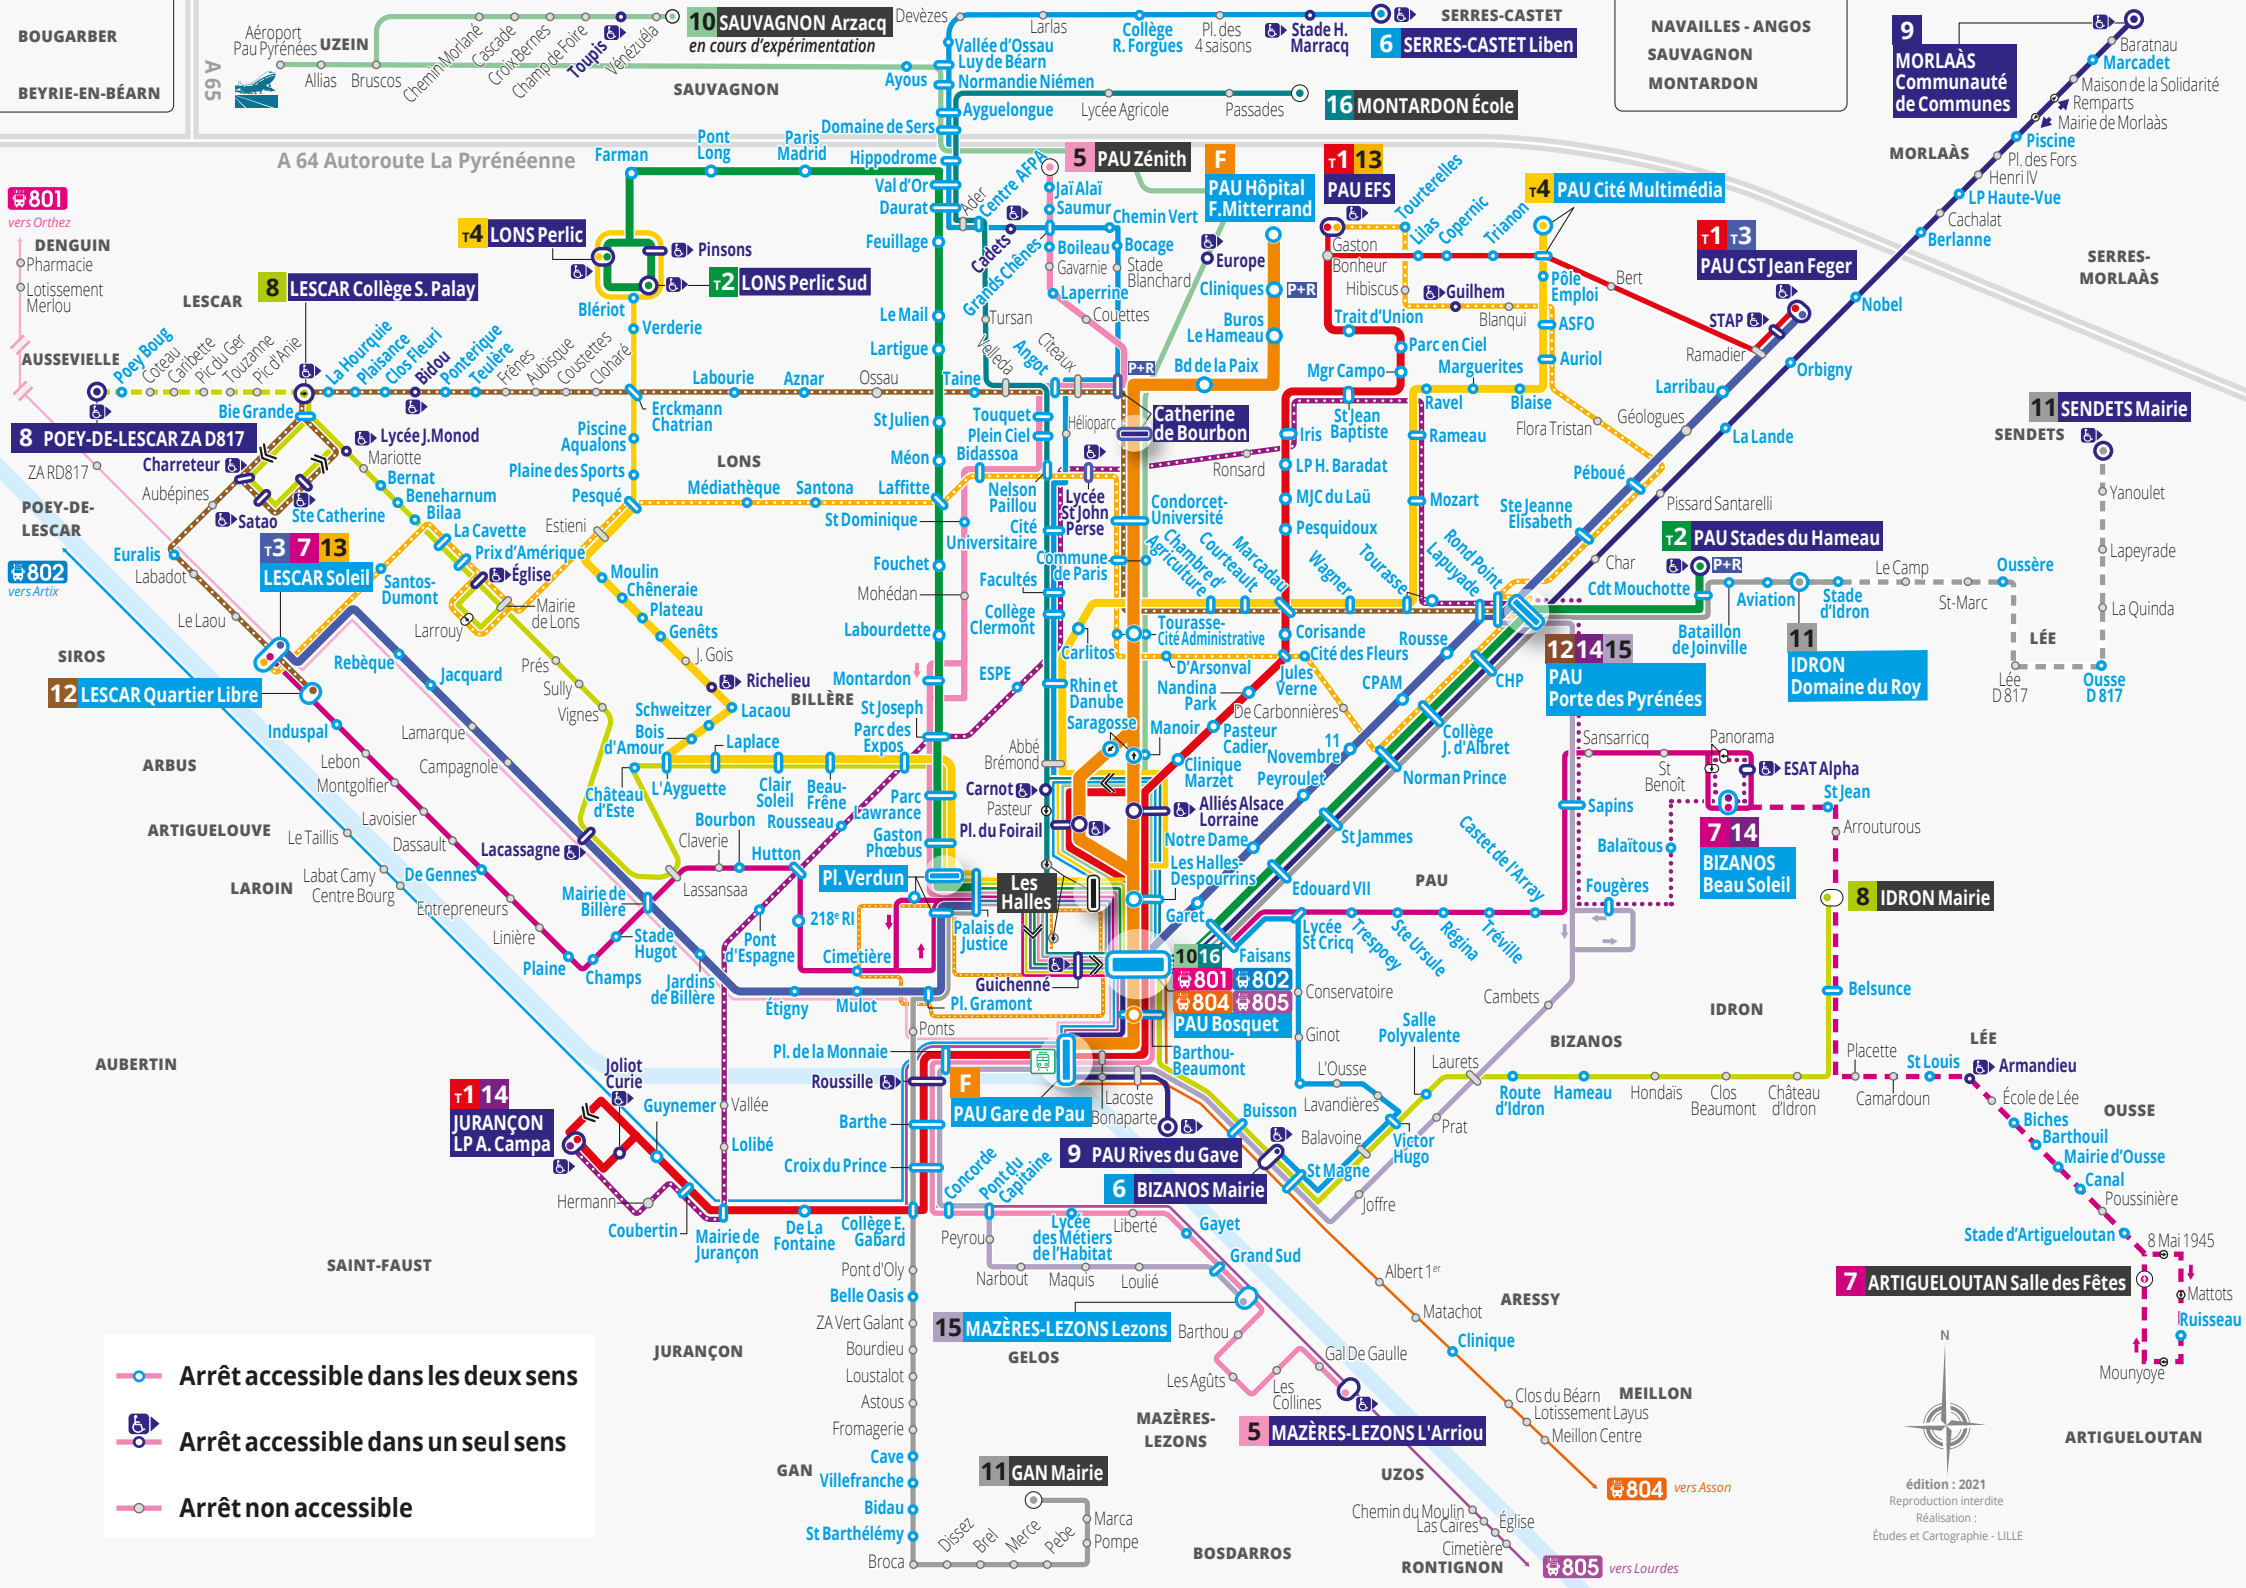 BOUGARBER
BEYRIE-EN-BÉARN
A 65
Aéroport
Pau Pyrénées
UZEIN
Allias
Bruscos
Chemin Morlané
Cascade
Croix Bernes
Champ de Foire
Toupis
Vénézuéla
10 SAUVAGNON Arzacq
en cours d'expérimentation
SAUVAGNON
Devèzes
Larlas
Collège
R. Forgues
Pl. des
4 saisons
Stade H.
Marracq
SERRES-CASTET
6 SERRES-CASTET Liben
Vallée d'Ossau
Luy de Béarn
Ayous
Normandie Niémen
Ayguelongue
Lycée Agricole
Passades
16 MONTARDON École
NAVAILLES - ANGOS
SAUVAGNON
MONTARDON
9
MORLAÀS
Communauté
de Communes
Baratnau
Marcadet
Maison de la Solidarité
Remparts
Mairie de Morlaàs
Piscine
Pl. des Fors
Henri IV
LP Haute-Vue
Cachalat
Berlanne
MORLAÀS
SERRES-
MORLAÀS
Nobel
Orbigny
La Lande
A 64 Autoroute La Pyrénéenne
Domaine de Sers
Hippodrome
Val d'Or
Daurat
Feuillage
Le Mail
Lartigue
Taine
St Julien
Méon
Laffitte
Farman
Pont
Long
Paris
Madrid
Ader
Centre AFPA
5 PAU Zénith
Jaï Alaï
Saumur
Chemin Vert
Cadets
Boileau
Bocage
Grands Chênes
Gavarnie
Stade
Blanchard
Laperrine
Couettes
Tursan
Velleda
Angot
Cîteaux
F
PAU Hôpital
F.Mitterrand
Europe
Cliniques
P+R
Buros
Le Hameau
Bd de la Paix
P+R
T1 13
PAU EFS
Tourterelles
Lilas
Copernic
Trianon
Gaston
Bonheur
Hibiscus
Guilhem
Blanqui
Trait d'Union
Parc en Ciel
Mgr Campo
Marguerites
Ravel
Blaise
T4 PAU Cité Multimédia
Pôle
Emploi
ASFO
Auriol
Bert
T1 T3
PAU CST Jean Feger
STAP
Ramadier
Larribau
Géologues
Flora Tristan
Péboué
Ste Jeanne
Elisabeth
Pissard Santarelli
Char
801
vers Orthez
DENGUIN
Pharmacie
Lotissement
Merlou
AUSSEVIELLE
LESCAR
8 LESCAR Collège S. Palay
T4 LONS Perlic
Pinsons
T2 LONS Perlic Sud
Blériot
Verderie
Poey Boug
Coteau
Caribette
Pic du Ger
Touzanne
Pic d'Anie
La Hourquie
Plaisance
Clos Fleuri
Bidou
Ponterique
Teulère
Frênes
Aubisque
Coustettes
Cloharé
Labourie
Aznar
Ossau
Erckmann
Chatrian
Piscine
Aqualons
Plaine des Sports
Pesqué
LONS
Médiathèque
Santona
Bie Grande
8 POEY-DE-LESCAR ZA D817
Lycée J.Monod
Mariotte
Charreteur
ZA RD817
Bernat
Beneharnum
Bilaa
Aubépines
POEY-DE-
LESCAR
Satao
Ste Catherine
La Cavette
Prix d'Amérique
Estieni
Église
T3 7 13
LESCAR Soleil
Euralis
Labadot
Le Laou
Santos-
Dumont
Larrouy
Mairie
de Lons
Moulin
Chêneraie
Plateau
Genêts
J. Gois
Richelieu
BILLÈRE
802
vers Artix
SIROS
12 LESCAR Quartier Libre
Rebèque
Jacquard
Prés
Sully
Vignes
Schweitzer
Lacaou
Bois
d'Amour
Laplace
Induspal
Lamarque
Campagnole
Lebon
Montgolfier
Lavoisier
Dassault
De Gennes
Lacassagne
ARBUS
ARTIGUELOUVE
LAROIN
Le Taillis
Labat Camy
Centre Bourg
Entrepreneurs
Linière
Plaine
Champs
Mairie de
Billère
Stade
Hugot
Jardins
de Billère
Château
d'Este
L'Ayguette
Clair
Soleil
Beau-
Frêne
Parc
Lawrance
Bourbon
Rousseau
Claverie
Hutton
Lassansaa
Gaston
Phœbus
Pl. Verdun
218e RI
Pont
d'Espagne
Cimetière
Étigny
Mulot
Pl. Gramont
Palais de
Justice
Les
Halles
Guichenné
Touquet
Plein Ciel
Bidassoa
Hélioparc
Catherine
de Bourbon
Nelson
Paillou
Lycée
St John
Perse
Cité
Universitaire
Commune
de Paris
Condorcet-
Université
St Dominique
Fouchet
Mohédan
Labourdette
Facultés
Collège
Clermont
Montardon
ESPE
St Joseph
Parc des
Expos
Agriculture
Chambred'
Courteault
Marcadau
Wagner
Tourasse
Lapuyade
Rond Point
Iris
St Jean
Baptiste
Rameau
LP H. Baradat
Ronsard
MJC du Laü
Mozart
Pesquidoux
Carlitos
Tourasse-
Cité Administrative
D'Arsonval
Corisande
Cité des Fleurs
Rousse
Rhin et
Danube
Nandina
Park
Jules
Verne
De Carbonnières
CPAM
CHP
Saragosse
Manoir
Pasteur
Cadier
11
Novembre
Collège
J. d'Albret
Abbé
Brémond
Clinique
Marzet
Peyroulet
Norman Prince
Carnot
Pasteur
Pl. du Foirail
Alliés Alsace
Lorraine
Notre Dame
St Jammes
Les Halles-
Despourrins
Edouard VII
Garet
Faisans
10 16
801 802
804 805
PAU Bosquet
Barthou-
Beaumont
Lycée
St Cricq
Trespoey
Ste Ursule
Régina
Tréville
Castet de l'Array
PAU
Conservatoire
Ginot
L'Ousse
Lavandières
Salle
Polyvalente
Laurets
Cambets
T2 PAU Stades du Hameau
P+R
Cdt Mouchotte
Aviation
Stade
d'Idron
Le Camp
St-Marc
Oussère
Bataillon
de Joinville
11
IDRON
Domaine du Roy
11 SENDETS Mairie
SENDETS
Yanoulet
Lapeyrade
La Quinda
LÉE
Lée
D 817
Ousse
D 817
12 14 15
PAU
Porte des Pyrénées
Sansarricq
Panorama
St
Benoît
ESAT Alpha
St Jean
Arrouturous
Sapins
Balaïtous
Fougères
7 14
BIZANOS
Beau Soleil
8 IDRON Mairie
Belsunce
IDRON
BIZANOS
LÉE
Placette
St Louis
Armandieu
Camardoun
École de Lée
OUSSE
Biches
Barthouil
Mairie d'Ousse
Canal
Poussinière
Stade d'Artigueloutan
8 Mai 1945
7 ARTIGUELOUTAN Salle des Fêtes
Mattots
Ruisseau
Mounyoye
ARTIGUELOUTAN
Route
d'Idron
Hameau
Hondaïs
Clos
Beaumont
Château
d'Idron
Ponts
Pl. de la Monnaie
Roussille
F
PAU Gare de Pau
Lacoste
Bonaparte
Barthe
Croix du Prince
9 PAU Rives du Gave
6 BIZANOS Mairie
Buisson
Balavoine
Victor
Hugo
Prat
St Magne
Joffre
AUBERTIN
T1 14
JURANÇON
LP A. Campa
Joliot
Curie
Guynemer
Vallée
Lolibé
Hermann
Coubertin
Mairie de
Jurançon
De La
Fontaine
Collège E.
Gabard
SAINT-FAUST
Concorde
Pont du
Capitaine
Peyrou
Lycée
des Métiers
de l'Habitat
Liberté
Gayet
Grand Sud
Narbout
Maquis
Loulié
15 MAZÈRES-LEZONS Lezons
GELOS
Pont d'Oly
Belle Oasis
ZA Vert Galant
Bourdieu
Loustalot
Astous
Fromagerie
Cave
Villefranche
Bidau
St Barthélémy
Broca
JURANÇON
GAN
11 GAN Mairie
Dissez
Brel
Merce
Pebe
Marca
Pompe
Barthou
Les Agûts
Les
Collines
Gal De Gaulle
MAZÈRES-
LEZONS
5 MAZÈRES-LEZONS L'Arriou
Albert 1er
Matachot
Clinique
ARESSY
Clos du Béarn
MEILLON
Lotissement Layus
Meillon Centre
804 vers Asson
UZOS
Chemin du Moulin
Las Caires
Église
Cimetière
BOSDARROS
RONTIGNON
805 vers Lourdes
Arrêt accessible dans les deux sens
Arrêt accessible dans un seul sens
Arrêt non accessible
N
édition : 2021
Reproduction interdite
Réalisation :
Études et Cartographie - LILLE